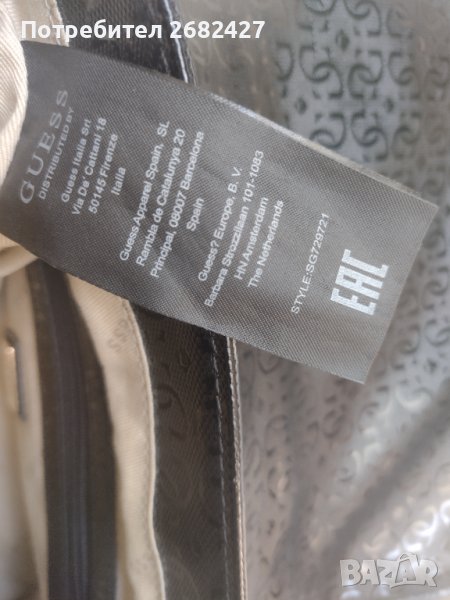 Потребител 2682427
GUESS
DISTRIBUTED BY
Guess Italia Srl
Via De' Cattani 18
50145 Firenze
Italia
Guess Apparel Spain, SL
Rambla de Catalunya 20
Principal, 08007 Barcelona
Spain
Guess? Europe, B. V.
Barbara Strozzilaan 101-1083
HN Amsterdam
The Netherlands
STYLE:SG729721
EAC
BAZAR